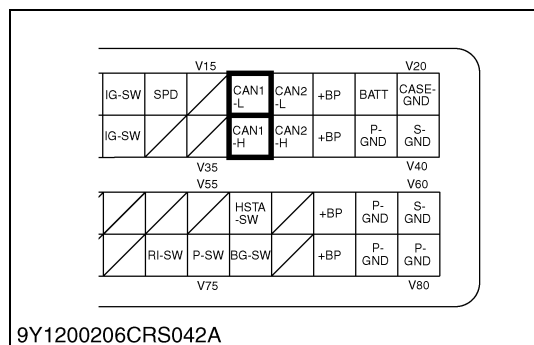 V15 V20
IG-SW SPD CAN1 CAN2 +BP BATT CASE-
-L -L GND
IG-SW CAN1 CAN2 +BP P- S-
-H -H GND GND
V35 V40
V55 V60
HSTA +BP P- S-
-SW GND GND
RI-SW P-SW BG-SW +BP P- P-
GND GND
V75 V80
9Y1200206CRS042A